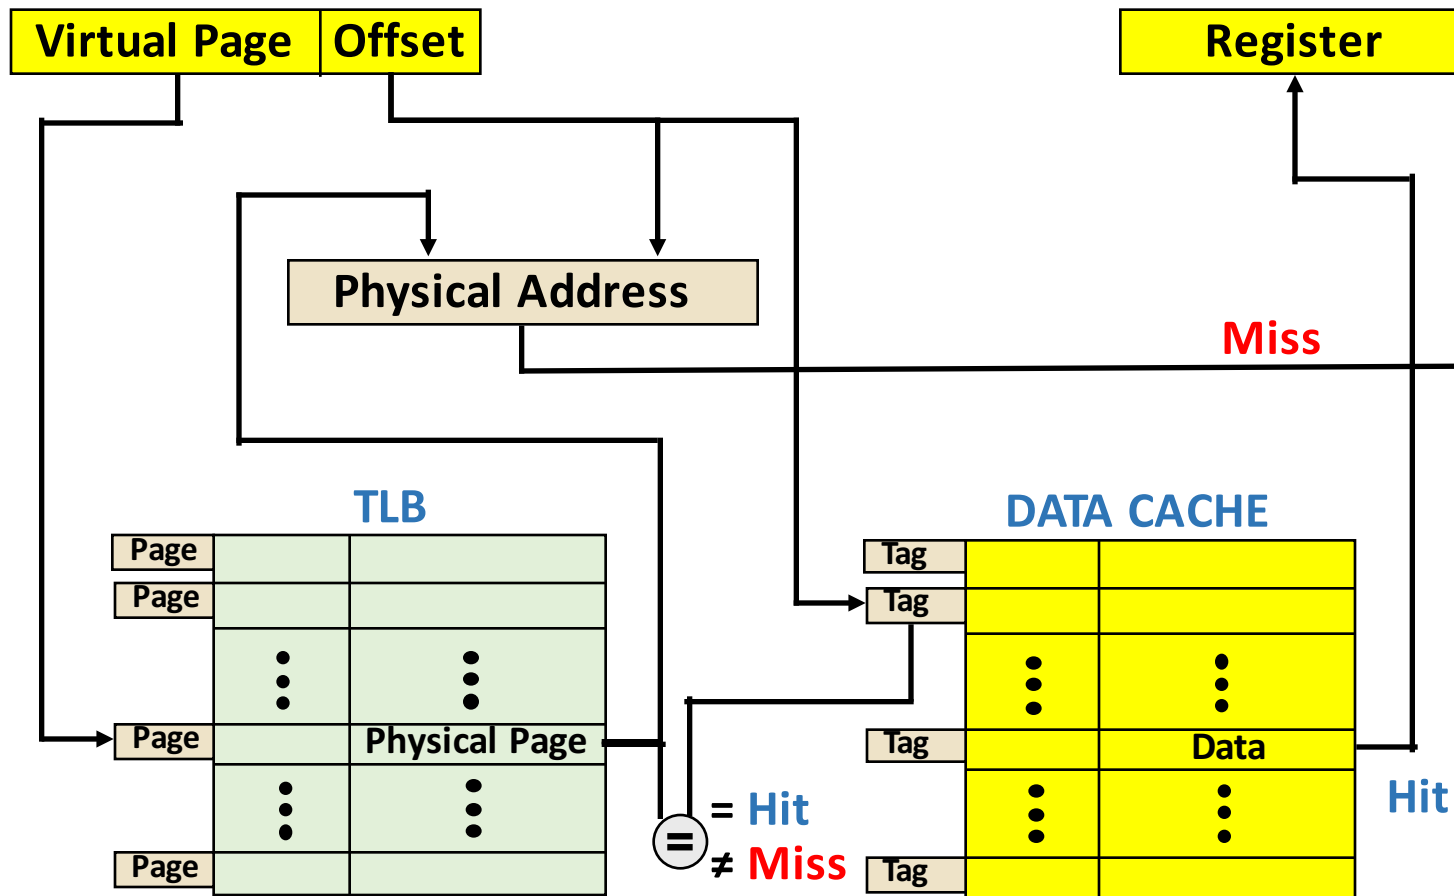 Virtual Page Offset
Register
Physical Address
Miss
TLB
DATA CACHE
Page
Page
Page
Physical Page
Page
Tag
Tag
Tag
Data
Tag
= Hit
=
≠ Miss
Hit